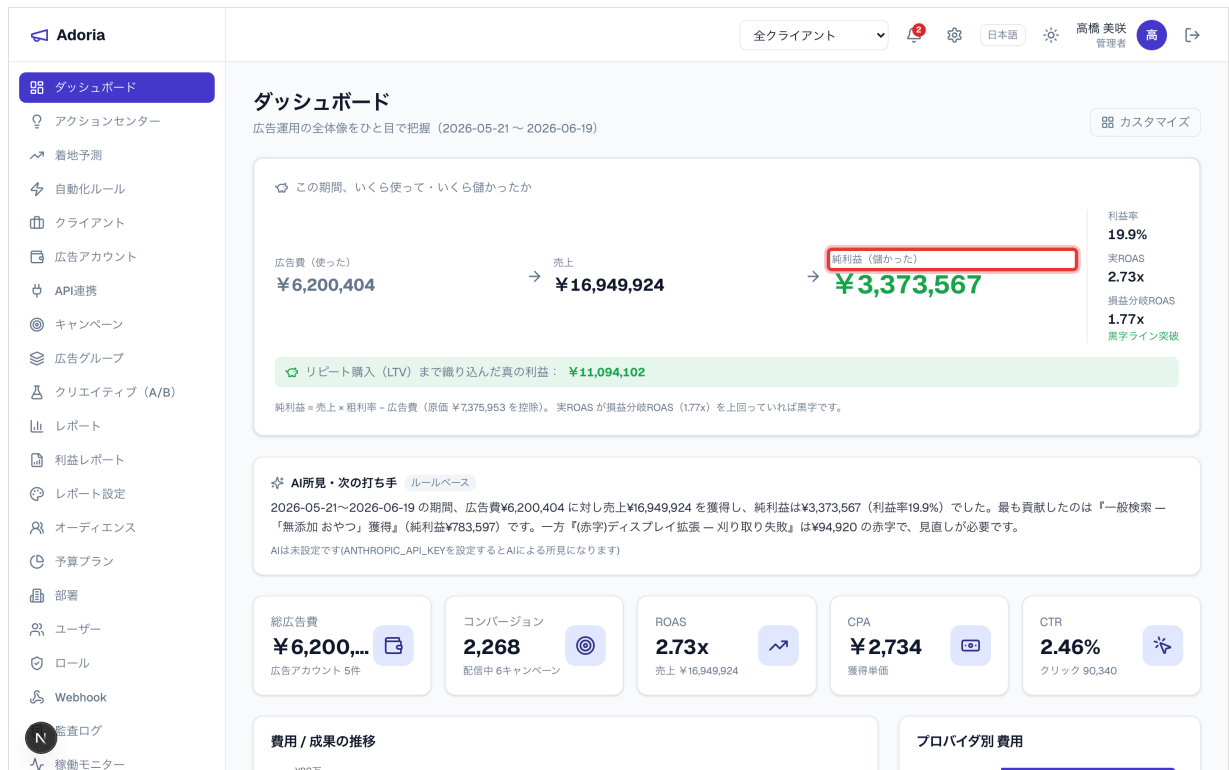 Adoria
全クライアント
2
日本語
高橋 美咲
管理者
高
ダッシュボード
アクションセンター
着地予測
自動化ルール
クライアント
広告アカウント
API連携
キャンペーン
広告グループ
クリエイティブ（A/B）
レポート
利益レポート
レポート設定
オーディエンス
予算プラン
部署
ユーザー
ロール
Webhook
監査ログ
稼働モニター
N
ダッシュボード
広告運用の全体像をひと目で把握（2026-05-21 〜 2026-06-19）
カスタマイズ
この期間、いくら使って・いくら儲かったか
広告費（使った）
￥6,200,404
売上
￥16,949,924
純利益（儲かった）
￥3,373,567
利益率
19.9%
実ROAS
2.73x
損益分岐ROAS
1.77x
黒字ライン突破
リピート購入（LTV）まで織り込んだ真の利益： ￥11,094,102
純利益 = 売上 × 粗利率 − 広告費（原価 ￥7,375,953 を控除）。 実ROAS が損益分岐ROAS（1.77x）を上回っていれば黒字です。
AI所見・次の打ち手 ルールベース
2026-05-21〜2026-06-19 の期間、広告費¥6,200,404 に対し売上¥16,949,924 を獲得し、純利益は¥3,373,567（利益率19.9%）でした。最も貢献したのは『一般検索 —
「無添加 おやつ」獲得』（純利益¥783,597）です。一方『(赤字)ディスプレイ拡張 — 刈り取り失敗』は¥94,920 の赤字で、見直しが必要です。
AIは未設定です(ANTHROPIC_API_KEYを設定するとAIによる所見になります)
総広告費
￥6,200,...
広告アカウント 5件
コンバージョン
2,268
配信中 6キャンペーン
ROAS
2.73x
売上 ￥16,949,924
CPA
￥2,734
獲得単価
CTR
2.46%
クリック 90,340
費用 / 成果の推移
プロバイダ別 費用